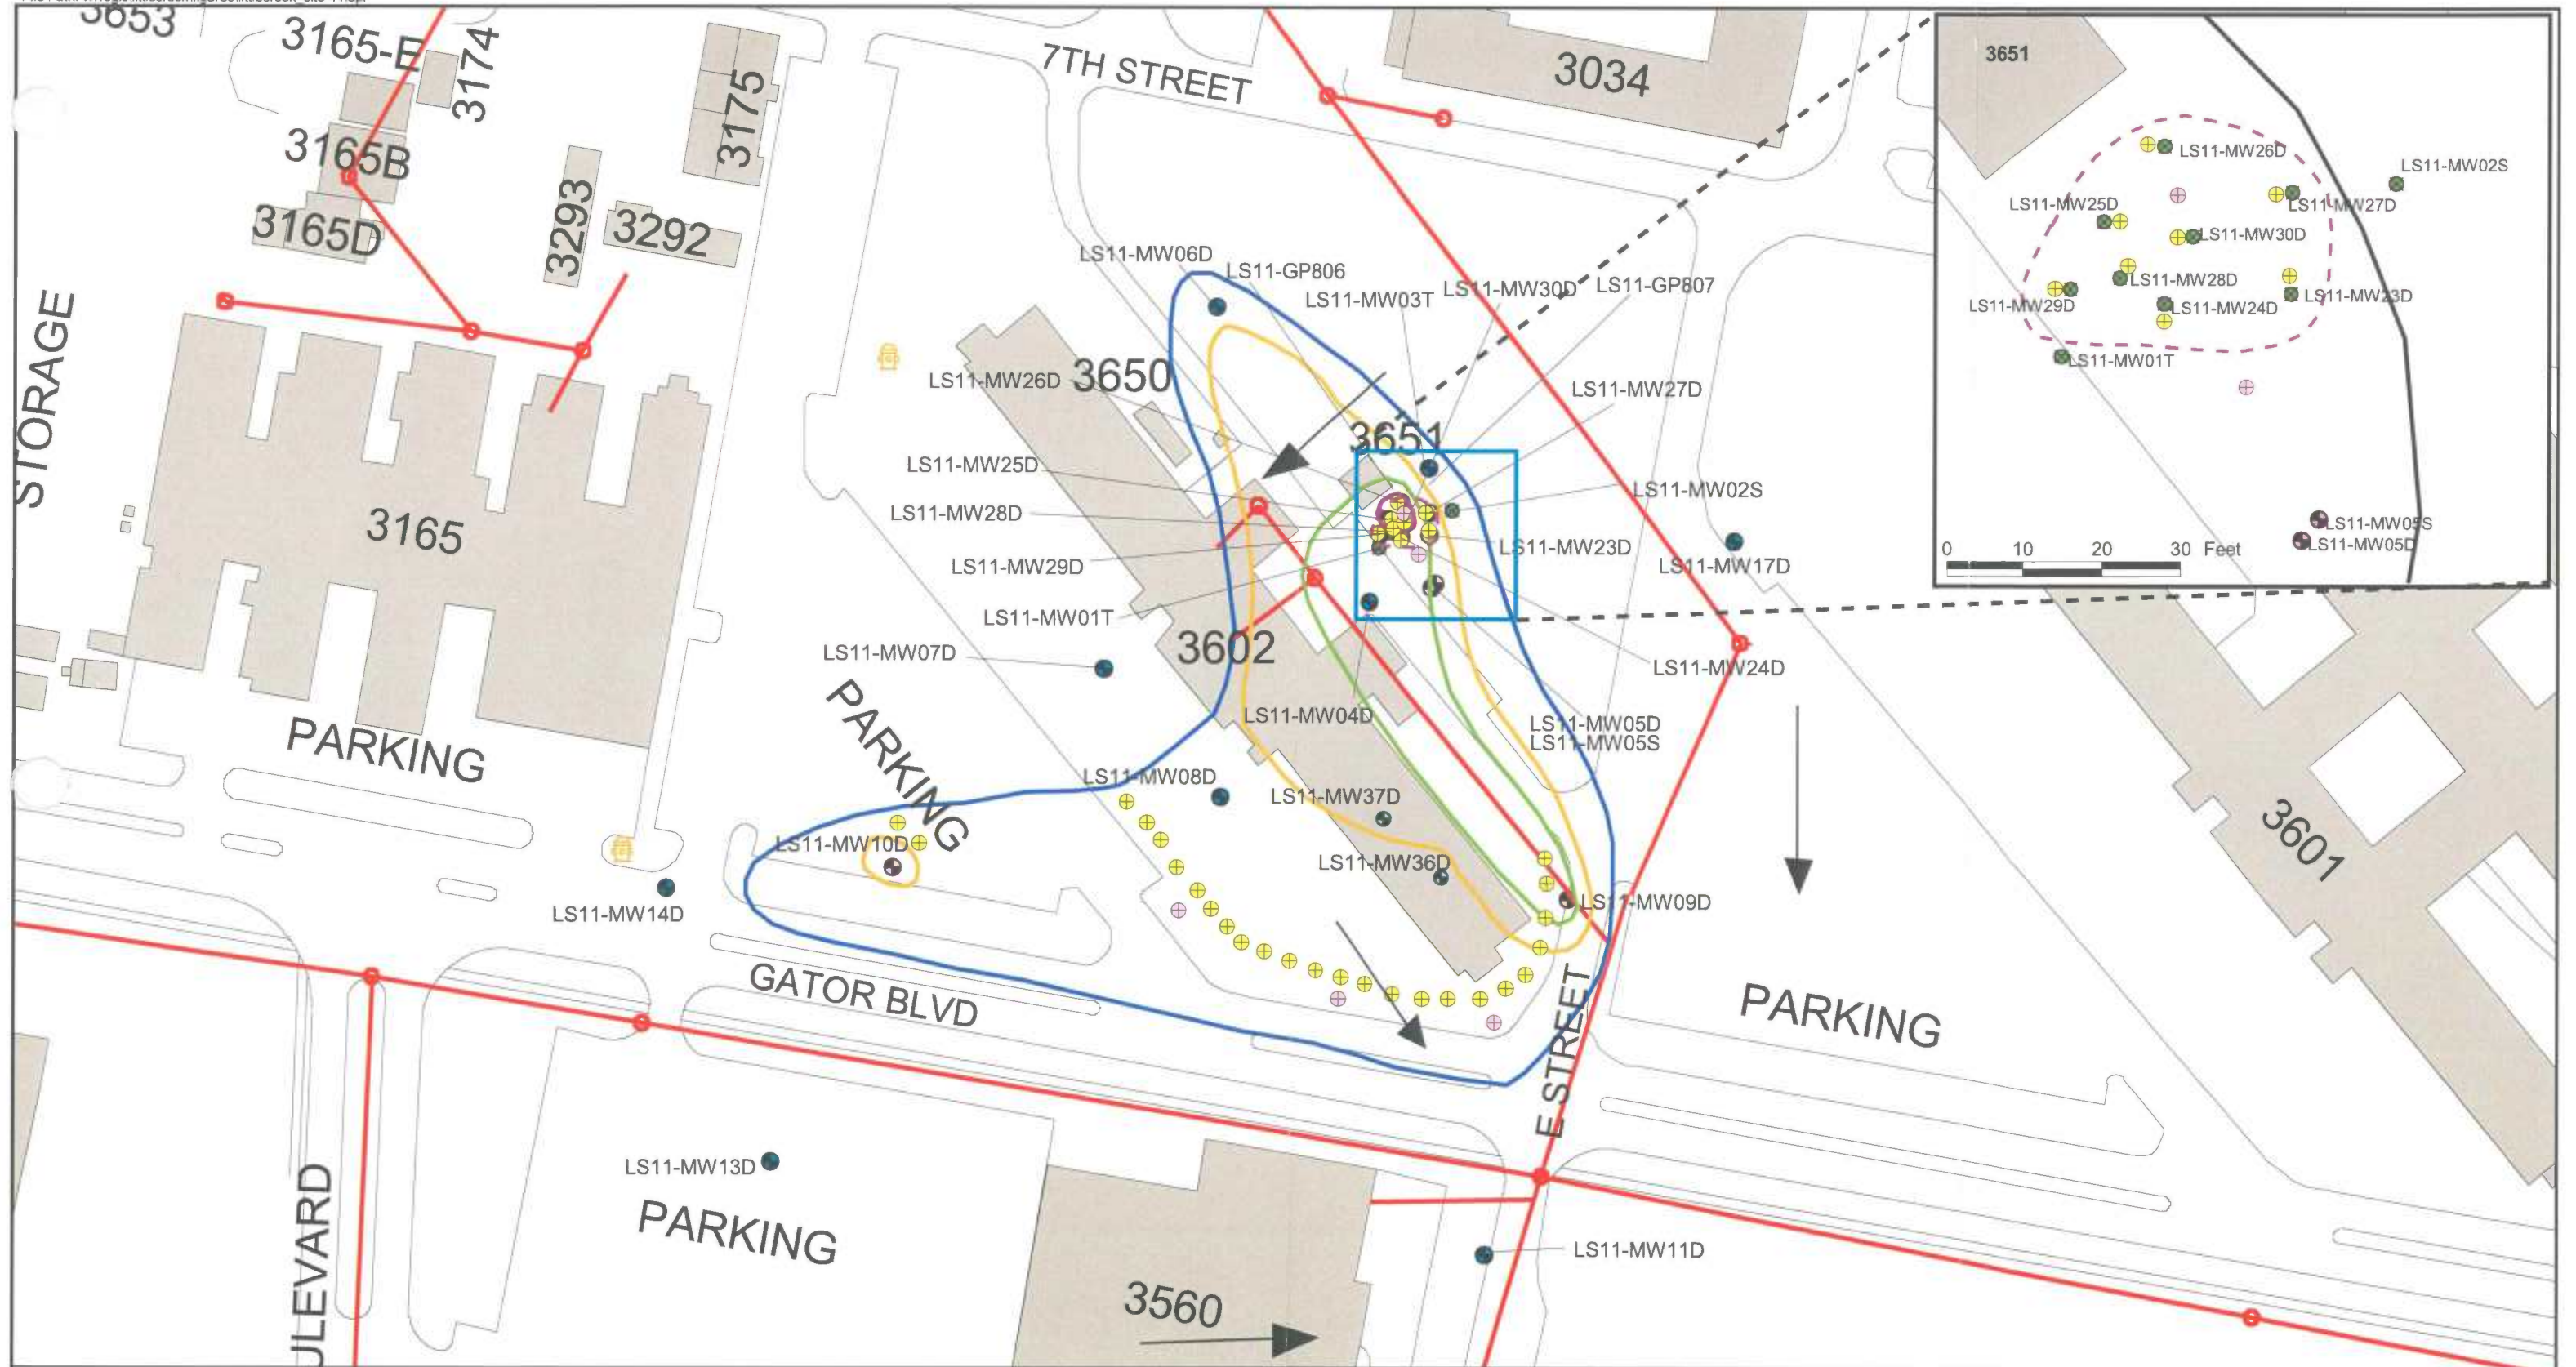 3653
3165-E
3174
3175
7TH STREET
3034
3165B
3165D
3293
3292
STORAGE
3165
PARKING
LS11-MW06D
LS11-GP806
LS11-MW03T
LS11-MW30D
LS11-GP807
LS11-MW26D
3650
LS11-MW27D
3651
LS11-MW25D
LS11-MW02S
LS11-MW28D
LS11-MW23D
LS11-MW17D
LS11-MW29D
LS11-MW01T
3602
LS11-MW07D
LS11-MW24D
PARKING
LS11-MW04D
LS11-MW05D
LS11-MW05S
LS11-MW08D
LS11-MW37D
LS11-MW10D
LS11-MW36D
LS11-MW09D
LS11-MW14D
GATOR BLVD
E STREET
PARKING
3601
LS11-MW13D
PARKING
ULEVARD
LS11-MW11D
3560
3651
LS11-MW26D
LS11-MW02S
LS11-MW25D
LS11-MW27D
LS11-MW30D
LS11-MW28D
LS11-MW29D
LS11-MW23D
LS11-MW24D
LS11-MW01T
LS11-MW05S
LS11-MW05D
0 10 20 30 Feet